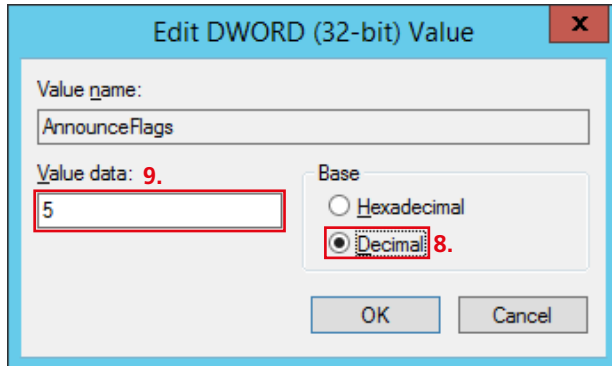 Edit DWORD (32-bit) Value
x
Value name:
AnnounceFlags
Value data: 9.
5
Base
Hexadecimal
Decimal 8.
OK
Cancel